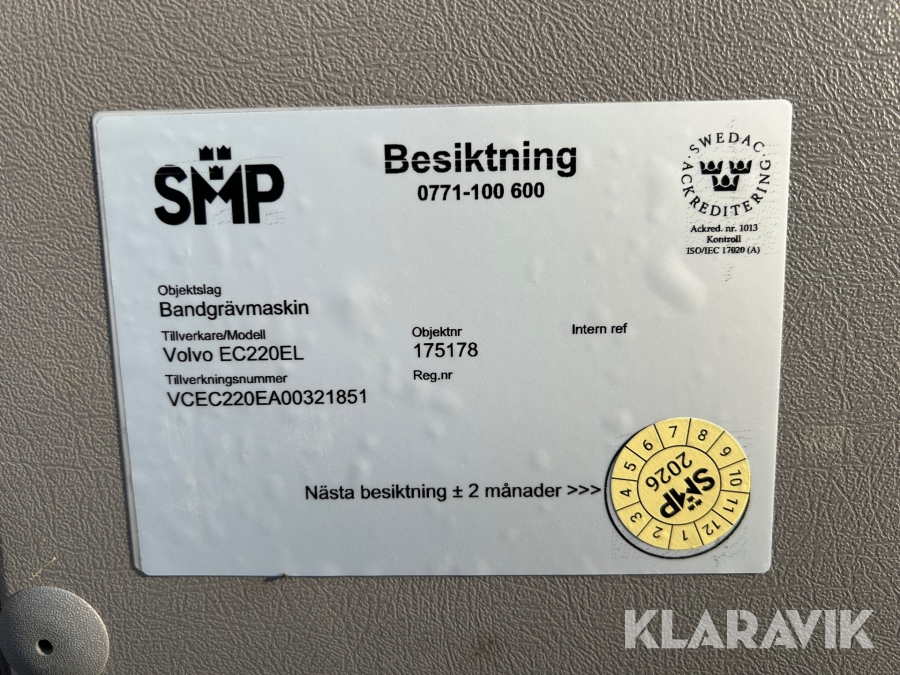 SMP
Besiktning
0771-100 600
SWEDAC
ACKREDITERING
Ackred. nr. 1013
Kontroll
ISO/IEC 17020 (A)
Objektslag
Bandgrävmaskin
Tillverkare/Modell
Volvo EC220EL
Objektnr
175178
Intern ref
Tillverkningsnummer
VCEC220EA00321851
Reg.nr
Nästa besiktning ± 2 månader >>>
1 2 3 4 5 6 7 8 9 10 11 12
SMP
2026
KLARAVIK